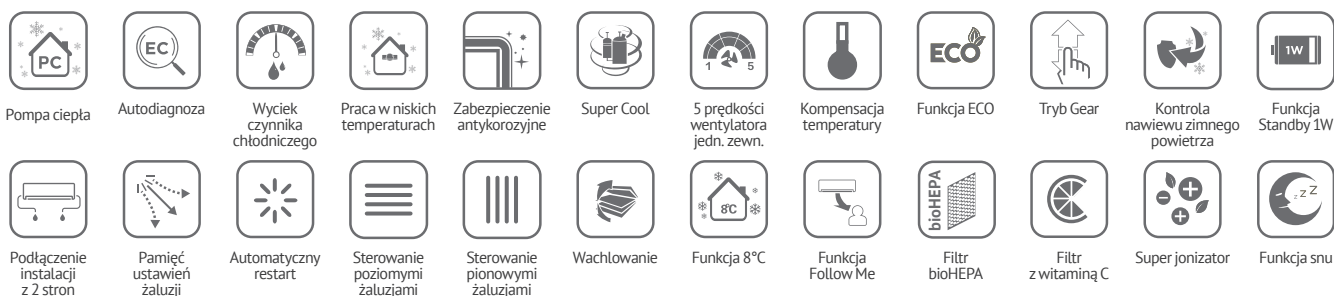 PC
EC
1 5
ECO
1W
Pompa ciepła
Autodiagnoza
Wyciek
czynnika
chłodniczego
Praca w niskich
temperaturach
Zabezpieczenie
antykorozyjne
Super Cool
5 prędkości
wentylatora
jedn. zewn.
Kompensacja
temperatury
Funkcja ECO
Tryb Gear
Kontrola
nawiewu zimnego
powietrza
Funkcja
Standby 1W
8°C
bioHEPA
z z Z
Podłączenie
instalacji
z 2 stron
Pamięć
ustawień
żaluzji
Automatyczny
restart
Sterowanie
poziomymi
żaluzjami
Sterowanie
pionowymi
żaluzjami
Wachlowanie
Funkcja 8°C
Funkcja
Follow Me
Filtr
bioHEPA
Filtr
z witaminą C
Super jonizator
Funkcja snu